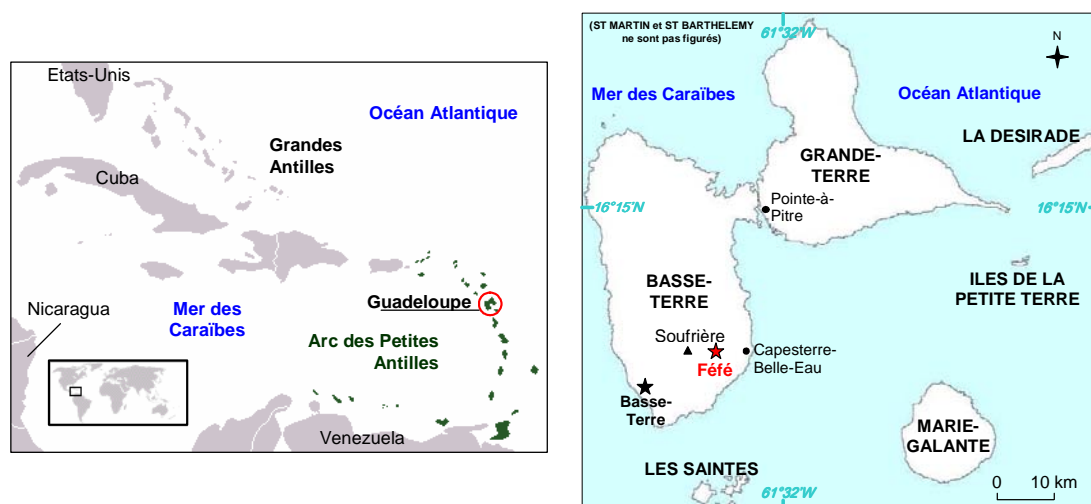 Etats-Unis
Océan Atlantique
Grandes
Antilles
Cuba
Guadeloupe
Nicaragua
Mer des
Caraïbes
Arc des Petites
Antilles
Venezuela
(ST MARTIN et ST BARTHELEMY
ne sont pas figurés)
61°32'W
N
Mer des Caraïbes
Océan Atlantique
LA DESIRADE
GRANDE-
TERRE
Pointe-à-
Pitre
16°15'N
16°15'N
ILES DE LA
PETITE TERRE
BASSE-
TERRE
Soufrière
Féfé
Capesterre-
Belle-Eau
Basse-
Terre
MARIE-
GALANTE
LES SAINTES
61°32'W
0 10 km